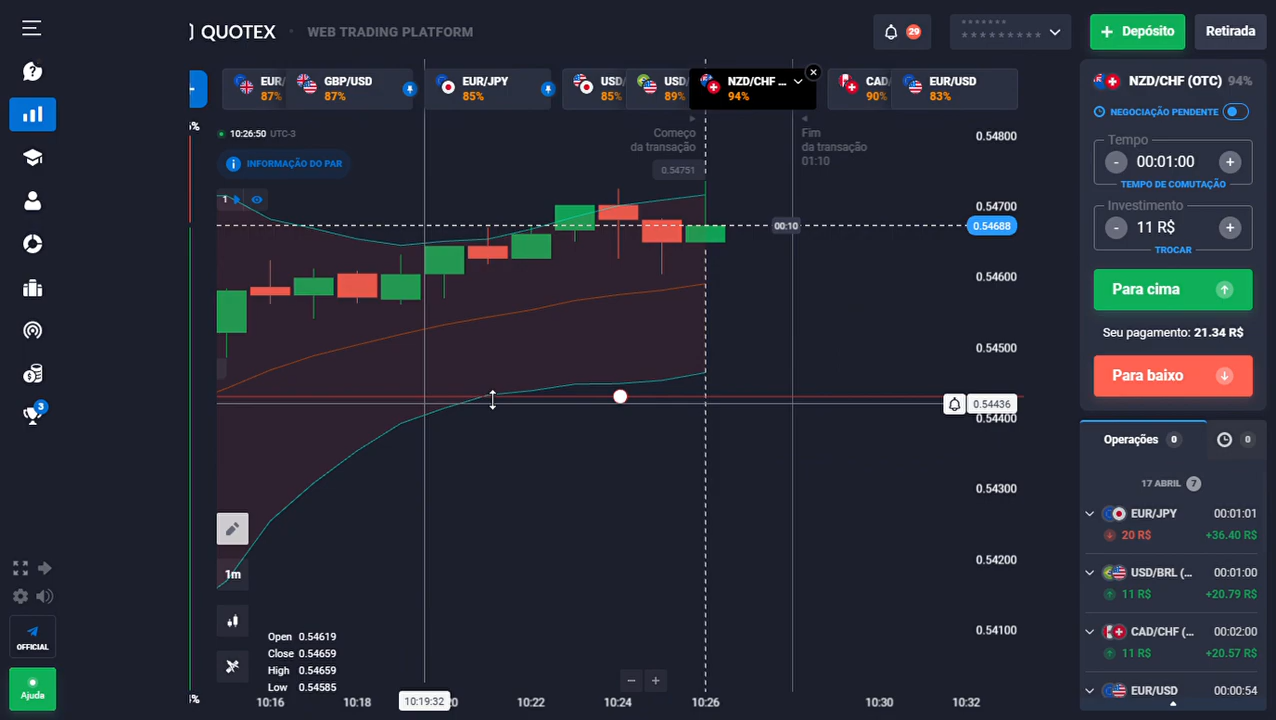 QUOTEX
WEB TRADING PLATFORM
29
*******
*********
Depósito
Retirada
EUR/
87%
GBP/USD
87%
EUR/JPY
85%
USD/
85%
USD/
89%
NZD/CHF ...
94%
CAD
90%
EUR/USD
83%
10:26:50 UTC-3
INFORMAÇÃO DO PAR
1
Começo
da transação
0.54751
Fim
da transação
01:10
00:10
0.54800
0.54700
0.54688
0.54600
0.54500
0.54436
0.54400
0.54300
0.54200
0.54100
1m
Open 0.54619
Close 0.54659
High 0.54659
Low 0.54585
10:16
10:18
10:19:32
10:22
10:24
10:26
10:30
10:32
3
OFFICIAL
Ajuda
NZD/CHF (OTC) 94%
NEGOCIAÇÃO PENDENTE
Tempo
- 00:01:00 +
TEMPO DE COMUTAÇÃO
Investimento
- 11 R$ +
TROCAR
Para cima
Seu pagamento: 21.34 R$
Para baixo
Operações 0
0
17 ABRIL 7
EUR/JPY 00:01:01
20 R$ +36.40 R$
USD/BRL (... 00:01:00
11 R$ +20.79 R$
CAD/CHF (... 00:02:00
11 R$ +20.57 R$
EUR/USD 00:00:54